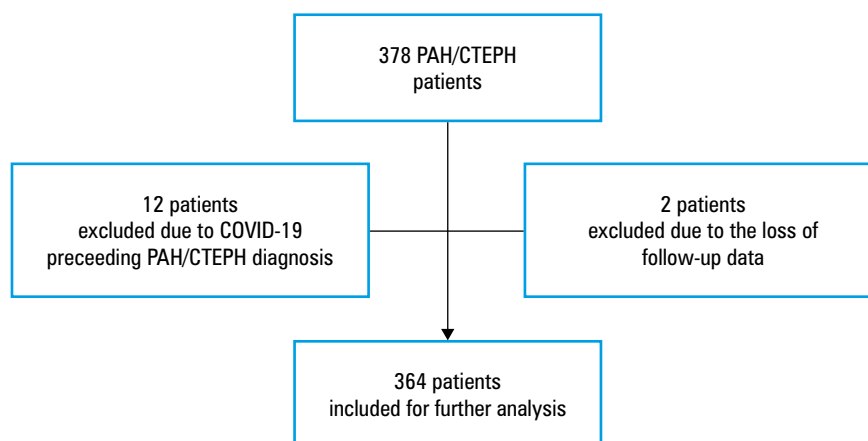 378 PAH/CTEPH
patients
12 patients
excluded due to COVID-19
preceeding PAH/CTEPH diagnosis
2 patients
excluded due to the loss of
follow-up data
364 patients
included for further analysis